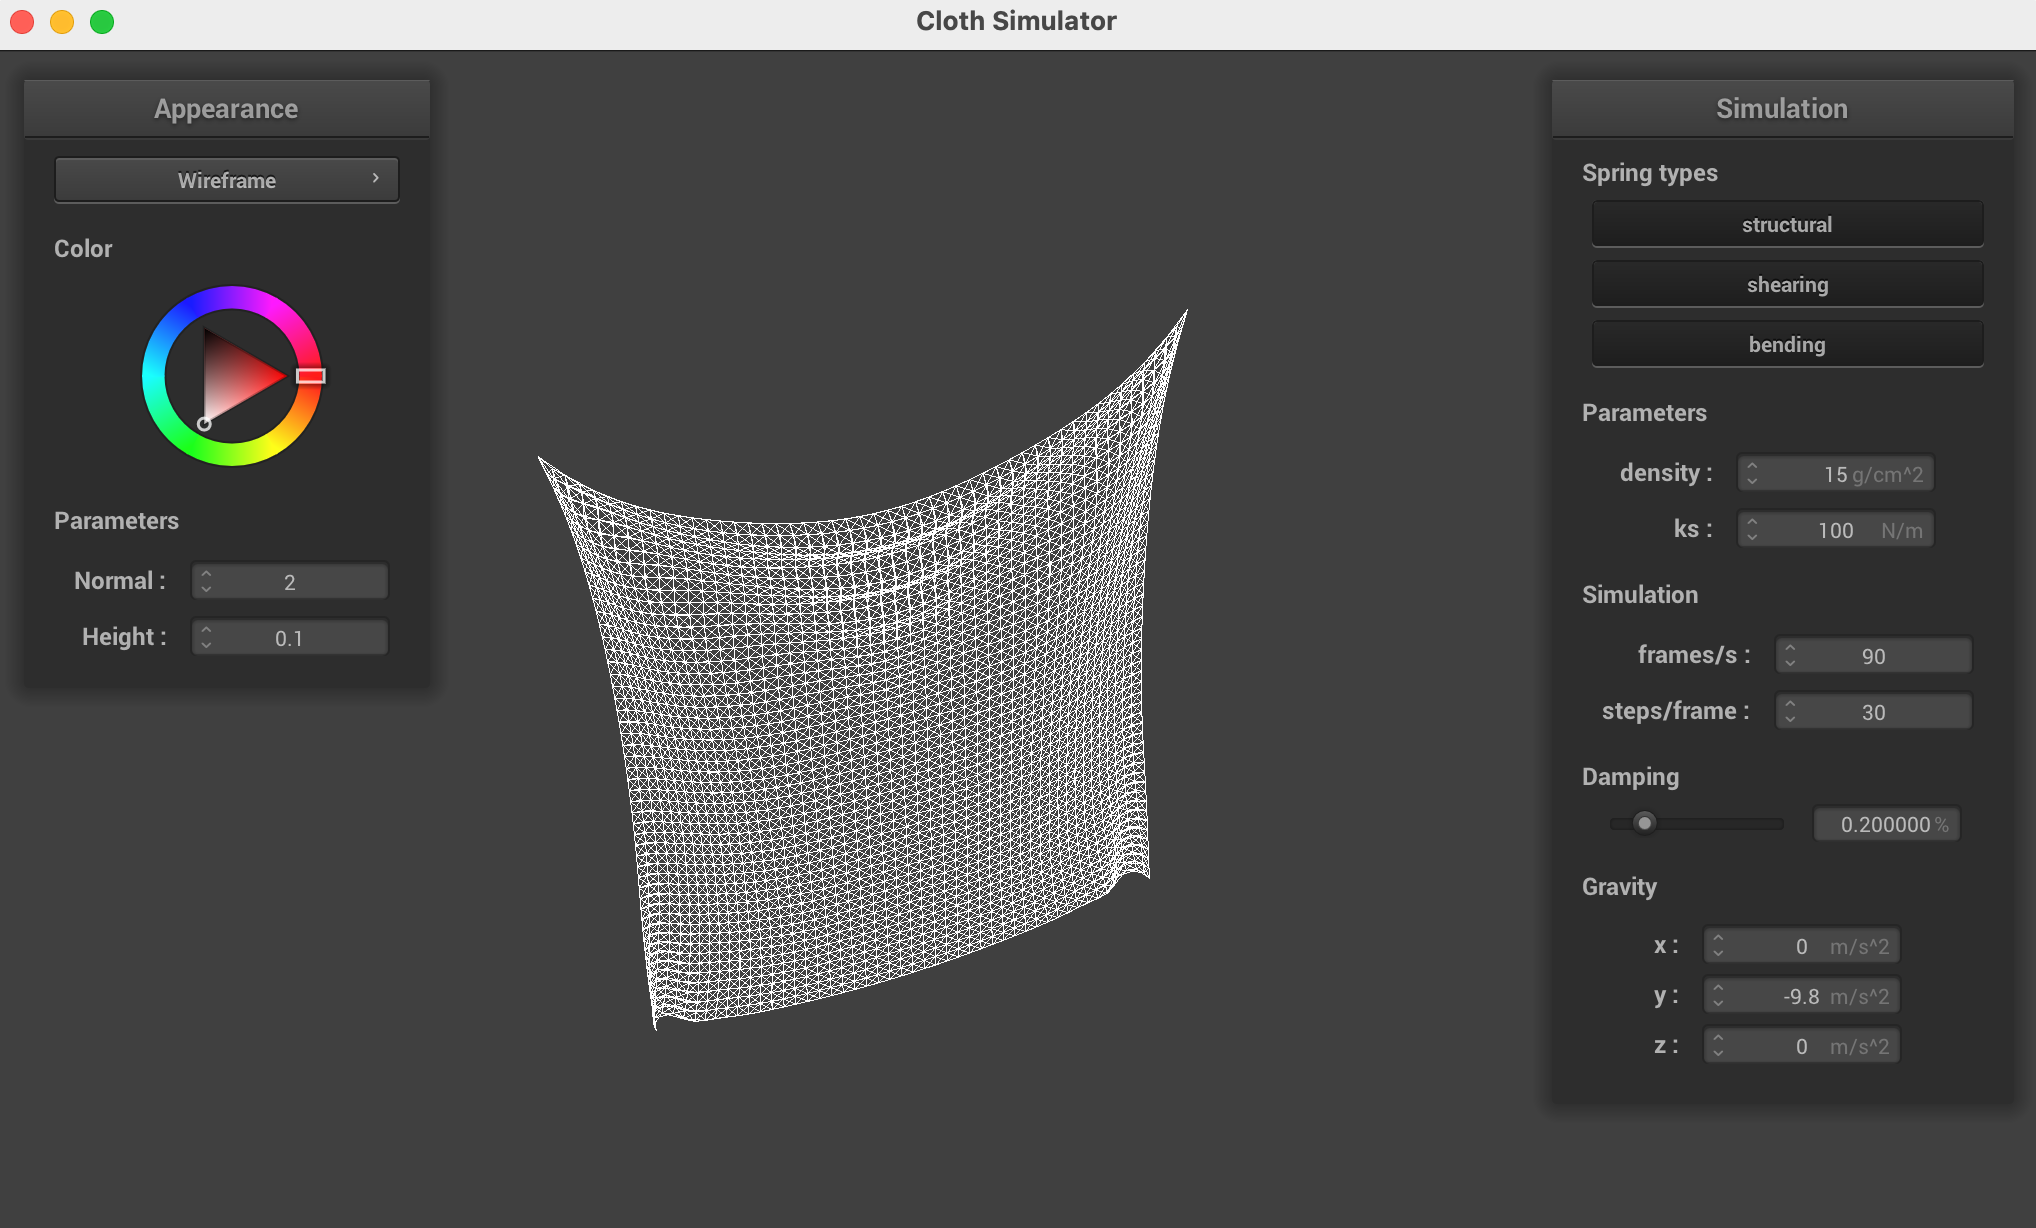 Cloth Simulator
Appearance
Wireframe
Color
Parameters
Normal : 2
Height : 0.1
Simulation
Spring types
structural
shearing
bending
Parameters
density : 15 g/cm^2
ks : 100 N/m
Simulation
frames/s : 90
steps/frame : 30
Damping
0.200000 %
Gravity
x : 0 m/s^2
y : -9.8 m/s^2
z : 0 m/s^2